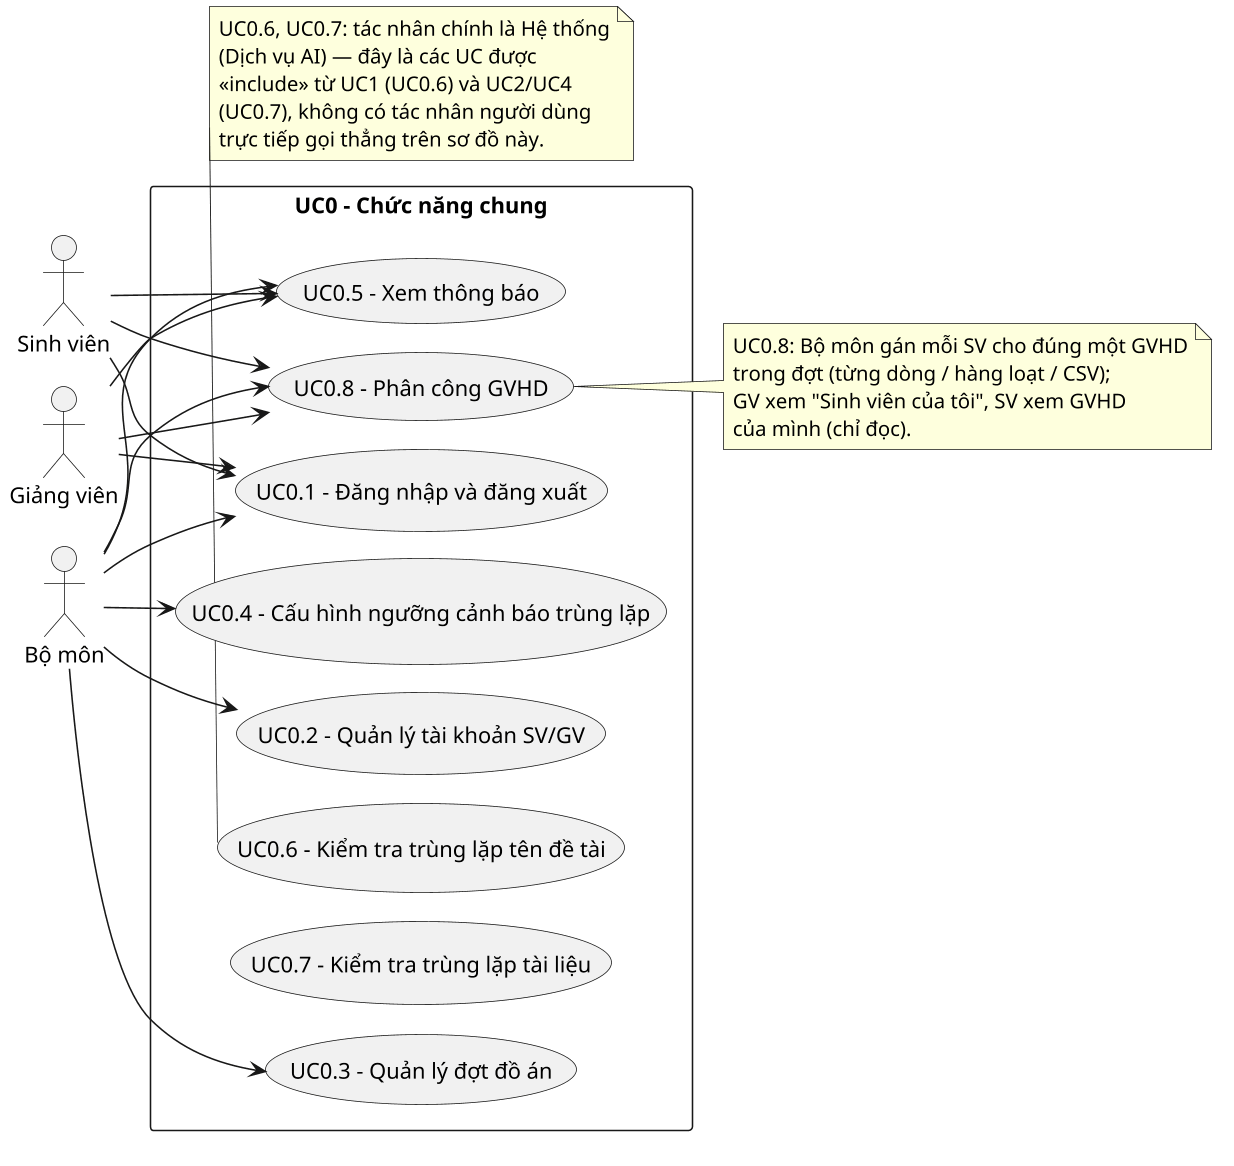 UC0.6, UC0.7: tác nhân chính là Hệ thống
(Dịch vụ AI) — đây là các UC được
«include» từ UC1 (UC0.6) và UC2/UC4
(UC0.7), không có tác nhân người dùng
trực tiếp gọi thẳng trên sơ đồ này.
UC0 - Chức năng chung
Sinh viên
Giảng viên
Bộ môn
UC0.5 - Xem thông báo
UC0.8 - Phân công GVHD
UC0.1 - Đăng nhập và đăng xuất
UC0.4 - Cấu hình ngưỡng cảnh báo trùng lặp
UC0.2 - Quản lý tài khoản SV/GV
UC0.6 - Kiểm tra trùng lặp tên đề tài
UC0.7 - Kiểm tra trùng lặp tài liệu
UC0.3 - Quản lý đợt đồ án
UC0.8: Bộ môn gán mỗi SV cho đúng một GVHD
trong đợt (từng dòng / hàng loạt / CSV);
GV xem "Sinh viên của tôi", SV xem GVHD
của mình (chỉ đọc).